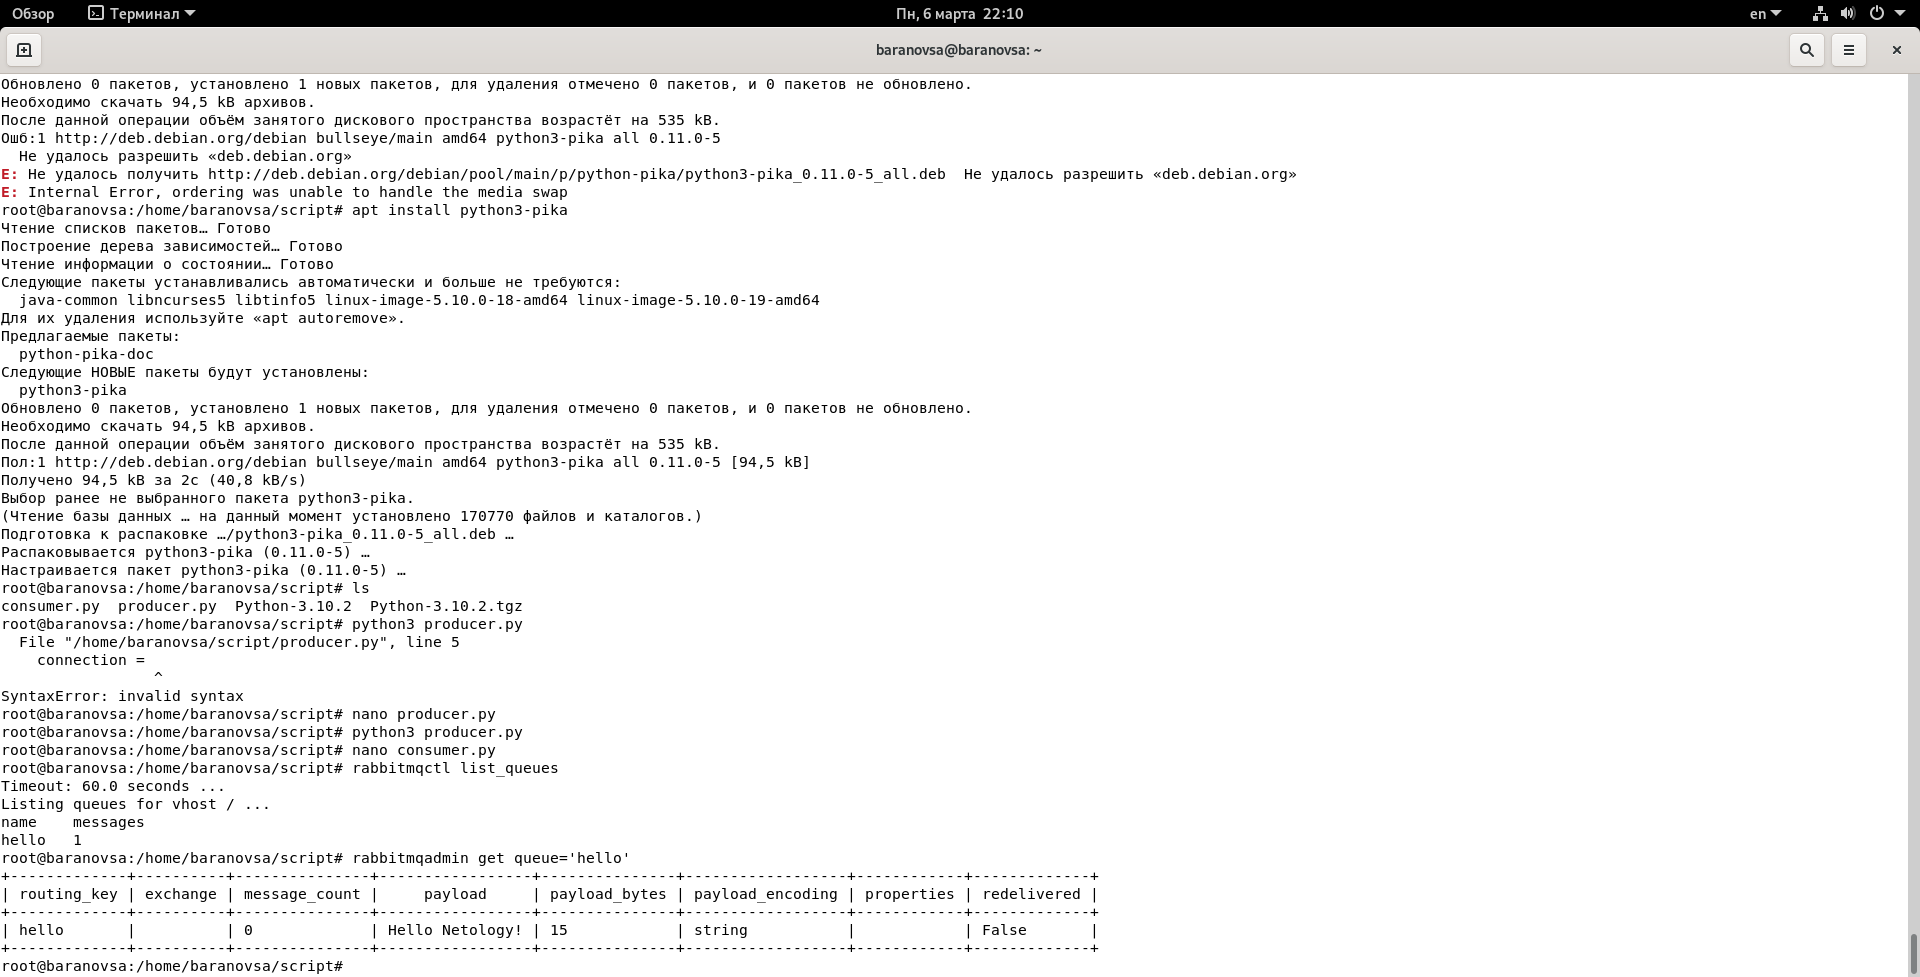 Обзор Терминал Пн, 6 марта 22:10 en
baranovsa@baranovsa: ~
Обновлено 0 пакетов, установлено 1 новых пакетов, для удаления отмечено 0 пакетов, и 0 пакетов не обновлено.
Необходимо скачать 94,5 kB архивов.
После данной операции объём занятого дискового пространства возрастёт на 535 kB.
Ошб:1 http://deb.debian.org/debian bullseye/main amd64 python3-pika all 0.11.0-5
  Не удалось разрешить «deb.debian.org»
E: Не удалось получить http://deb.debian.org/debian/pool/main/p/python-pika/python3-pika_0.11.0-5_all.deb  Не удалось разрешить «deb.debian.org»
E: Internal Error, ordering was unable to handle the media swap
root@baranovsa:/home/baranovsa/script# apt install python3-pika
Чтение списков пакетов… Готово
Построение дерева зависимостей… Готово
Чтение информации о состоянии… Готово
Следующие пакеты устанавливались автоматически и больше не требуются:
  java-common libncurses5 libtinfo5 linux-image-5.10.0-18-amd64 linux-image-5.10.0-19-amd64
Для их удаления используйте «apt autoremove».
Предлагаемые пакеты:
  python-pika-doc
Следующие НОВЫЕ пакеты будут установлены:
  python3-pika
Обновлено 0 пакетов, установлено 1 новых пакетов, для удаления отмечено 0 пакетов, и 0 пакетов не обновлено.
Необходимо скачать 94,5 kB архивов.
После данной операции объём занятого дискового пространства возрастёт на 535 kB.
Пол:1 http://deb.debian.org/debian bullseye/main amd64 python3-pika all 0.11.0-5 [94,5 kB]
Получено 94,5 kB за 2с (40,8 kB/s)
Выбор ранее не выбранного пакета python3-pika.
(Чтение базы данных … на данный момент установлено 170770 файлов и каталогов.)
Подготовка к распаковке …/python3-pika_0.11.0-5_all.deb …
Распаковывается python3-pika (0.11.0-5) …
Настраивается пакет python3-pika (0.11.0-5) …
root@baranovsa:/home/baranovsa/script# ls
consumer.py  producer.py  Python-3.10.2  Python-3.10.2.tgz
root@baranovsa:/home/baranovsa/script# python3 producer.py
  File "/home/baranovsa/script/producer.py", line 5
    connection =
                 ^
SyntaxError: invalid syntax
root@baranovsa:/home/baranovsa/script# nano producer.py
root@baranovsa:/home/baranovsa/script# python3 producer.py
root@baranovsa:/home/baranovsa/script# nano consumer.py
root@baranovsa:/home/baranovsa/script# rabbitmqctl list_queues
Timeout: 60.0 seconds ...
Listing queues for vhost / ...
name    messages
hello   1
root@baranovsa:/home/baranovsa/script# rabbitmqadmin get queue='hello'
+-------------+----------+---------------+-----------------+---------------+------------------+------------+-------------+
| routing_key | exchange | message_count |     payload     | payload_bytes | payload_encoding | properties | redelivered |
+-------------+----------+---------------+-----------------+---------------+------------------+------------+-------------+
| hello       |          | 0             | Hello Netology! | 15            | string           |            | False       |
+-------------+----------+---------------+-----------------+---------------+------------------+------------+-------------+
root@baranovsa:/home/baranovsa/script#